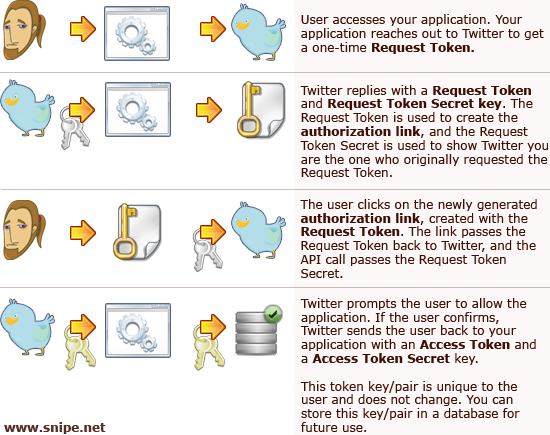 User accesses your application. Your
application reaches out to Twitter to get
a one-time Request Token.
Twitter replies with a Request Token
and Request Token Secret key. The
Request Token is used to create the
authorization link, and the Request
Token Secret is used to show Twitter you
are the one who originally requested the
Request Token.
The user clicks on the newly generated
authorization link, created with the
Request Token. The link passes the
Request Token back to Twitter, and the
API call passes the Request Token
Secret.
Twitter prompts the user to allow the
application. If the user confirms,
Twitter sends the user back to your
application with an Access Token and
a Access Token Secret key.
This token key/pair is unique to the
user and does not change. You can
store this key/pair in a database for
future use.
www.snipe.net